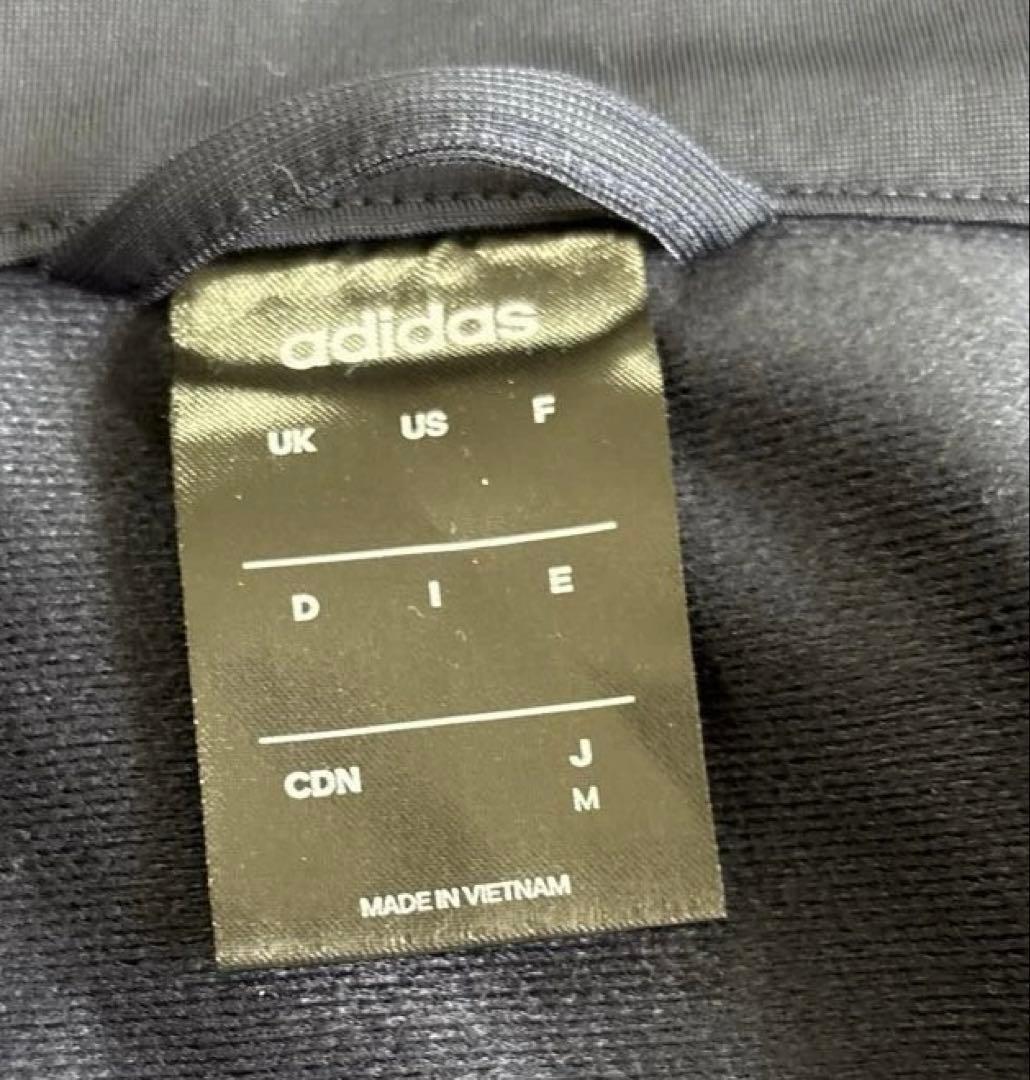 adidas
UK US F
D I E
CDN J
M
MADE IN VIETNAM